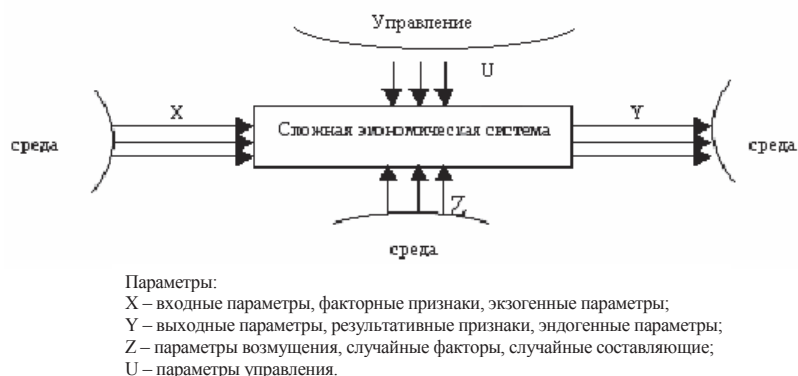 Управление
U
X
Y
Сложная экономическая система
среда
среда
Z
среда
Параметры:
X – входные параметры, факторные признаки, экзогенные параметры;
Y – выходные параметры, результативные признаки, эндогенные параметры;
Z – параметры возмущения, случайные факторы, случайные составляющие;
U – параметры управления.